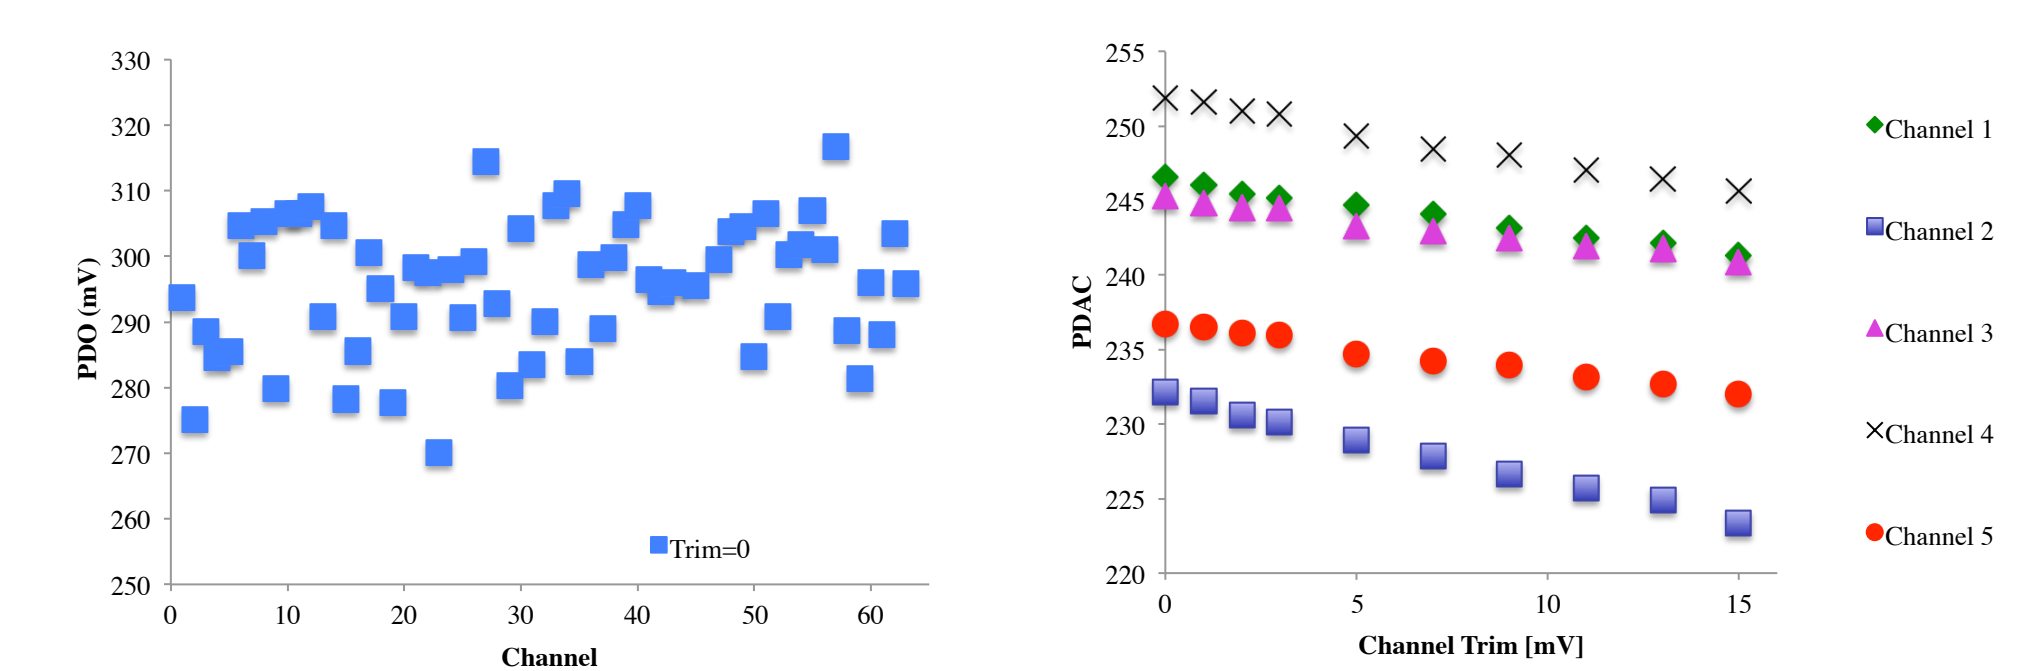 330
320
310
300
290
280
270
260
250
PDO (mV)
0 10 20 30 40 50 60
Channel
Trim=0
255
250
245
240
235
230
225
220
PDAC
0 5 10 15
Channel Trim [mV]
Channel 1
Channel 2
Channel 3
Channel 4
Channel 5